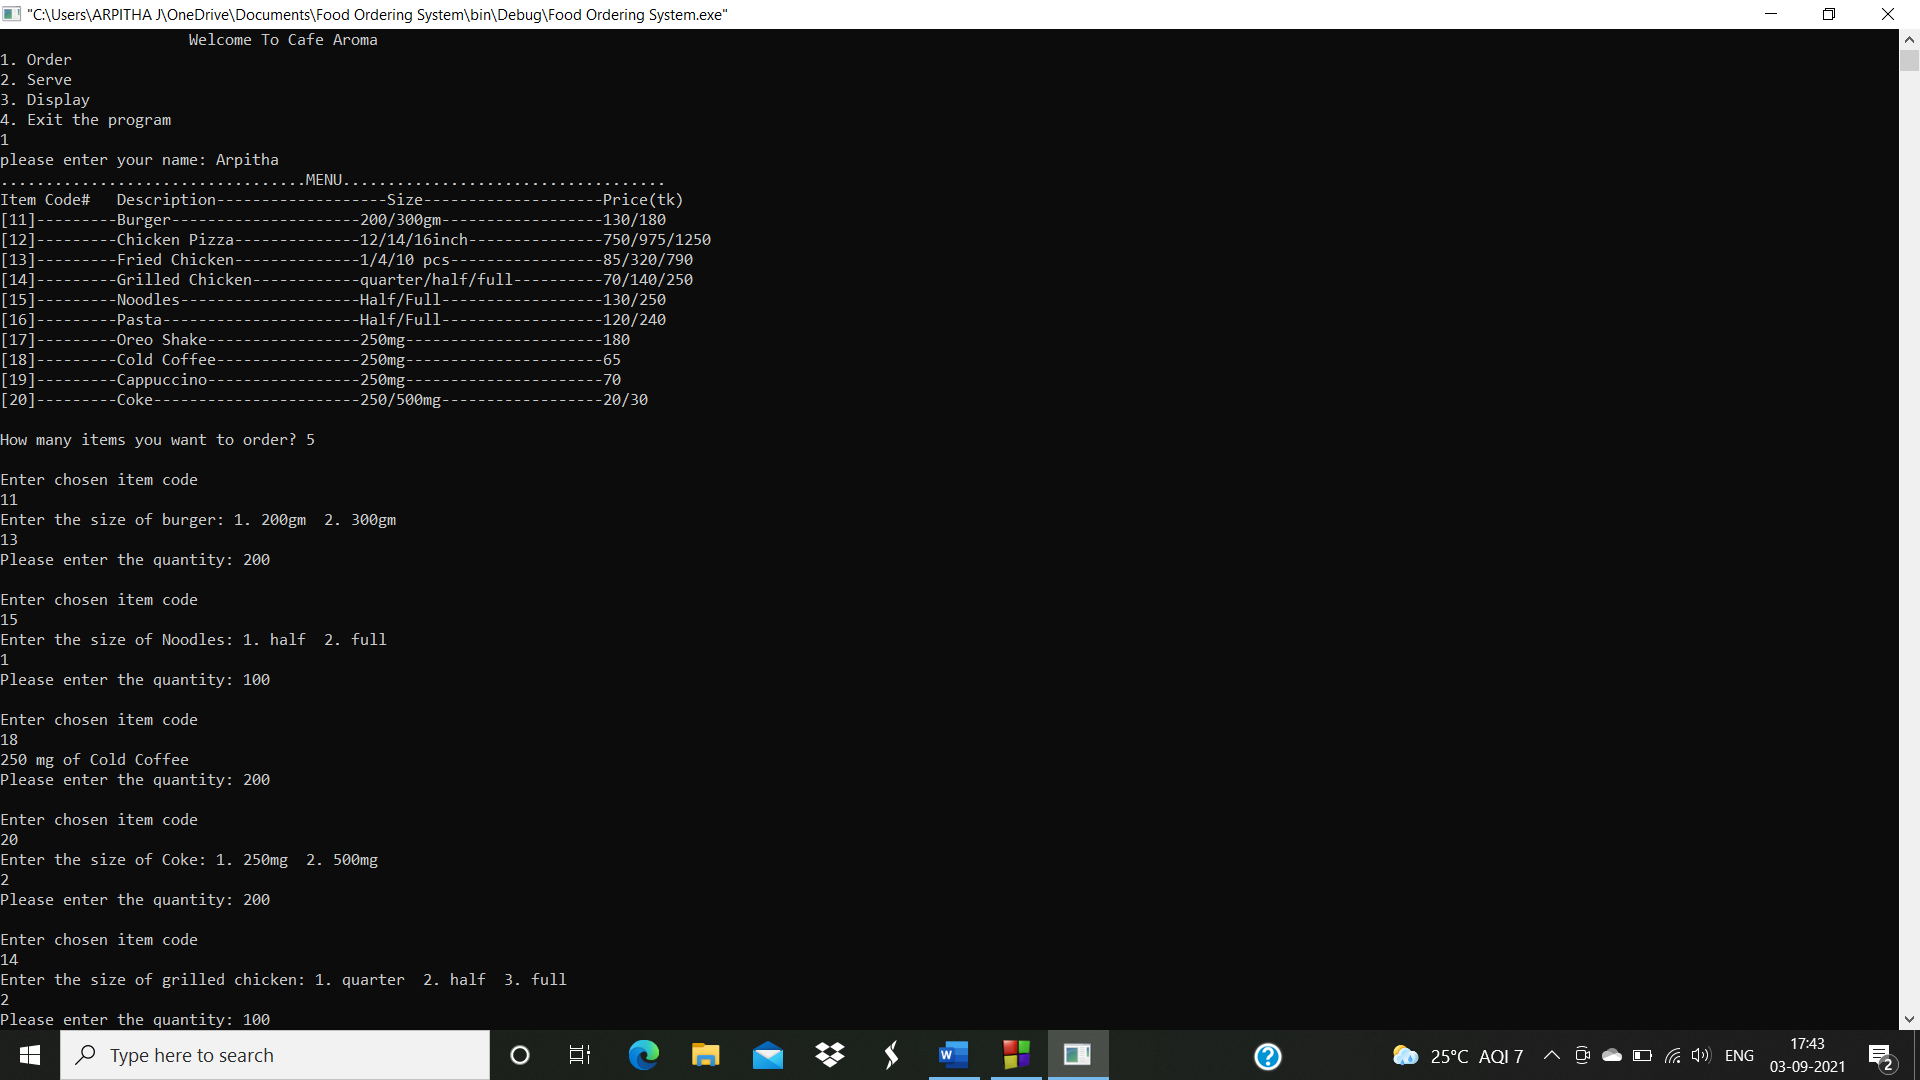 "C:\Users\ARPITHA J\OneDrive\Documents\Food Ordering System\bin\Debug\Food Ordering System.exe"
Welcome To Cafe Aroma
1. Order
2. Serve
3. Display
4. Exit the program
1
please enter your name: Arpitha
..................................MENU....................................
Item Code#   Description-------------------Size--------------------Price(tk)
[11]---------Burger---------------------200/300gm------------------130/180
[12]---------Chicken Pizza--------------12/14/16inch---------------750/975/1250
[13]---------Fried Chicken--------------1/4/10 pcs-----------------85/320/790
[14]---------Grilled Chicken------------quarter/half/full----------70/140/250
[15]---------Noodles--------------------Half/Full------------------130/250
[16]---------Pasta----------------------Half/Full------------------120/240
[17]---------Oreo Shake-----------------250mg----------------------180
[18]---------Cold Coffee----------------250mg----------------------65
[19]---------Cappuccino-----------------250mg----------------------70
[20]---------Coke-----------------------250/500mg------------------20/30
How many items you want to order? 5
Enter chosen item code
11
Enter the size of burger: 1. 200gm  2. 300gm
13
Please enter the quantity: 200
Enter chosen item code
15
Enter the size of Noodles: 1. half  2. full
1
Please enter the quantity: 100
Enter chosen item code
18
250 mg of Cold Coffee
Please enter the quantity: 200
Enter chosen item code
20
Enter the size of Coke: 1. 250mg  2. 500mg
2
Please enter the quantity: 200
Enter chosen item code
14
Enter the size of grilled chicken: 1. quarter  2. half  3. full
2
Please enter the quantity: 100
Type here to search
W
25°C AQI 7
ENG
17:43
03-09-2021
2